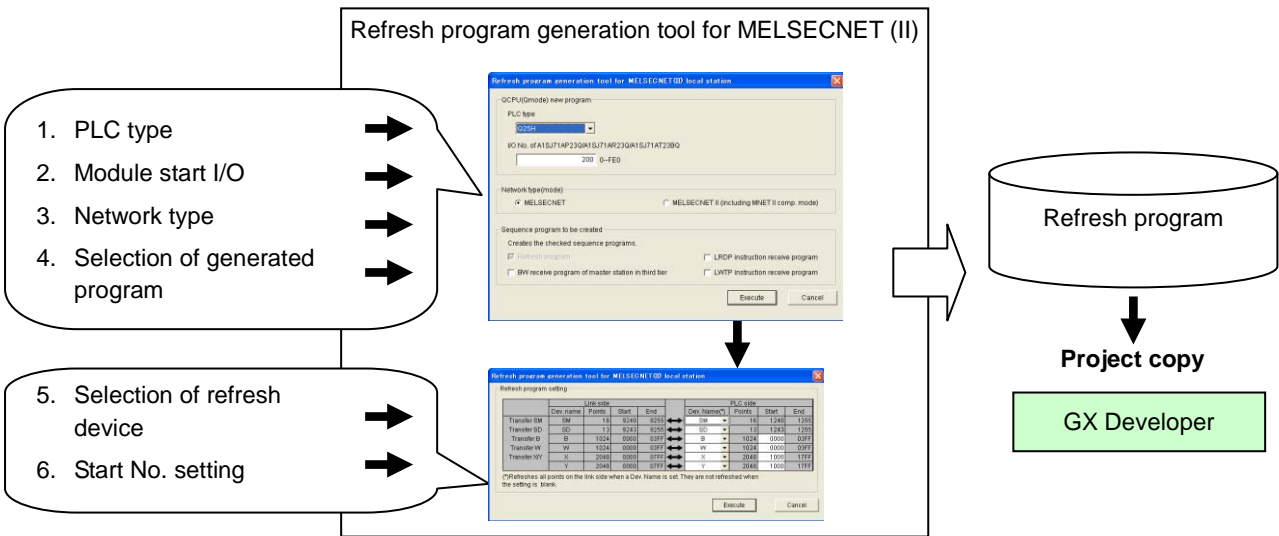 Refresh program generation tool for MELSECNET (II)
1. PLC type
2. Module start I/O
3. Network type
4. Selection of generated
program
Refresh program generation tool for MELSECNET(II) local station
QCPU(Qmode) new program
PLC type
Q25H
I/O No. of A1SJ71AP23Q/A1SJ71AR23Q/A1SJ71AT23BQ
200 0--FE0
Network type(mode)
MELSECNET
MELSECNET II (including MNET II comp. mode)
Sequence program to be created
Creates the checked sequence programs.
Refresh program
LRDP instruction receive program
BW receive program of master station in third tier
LWTP instruction receive program
Execute Cancel
Refresh program
Project copy
GX Developer
5. Selection of refresh
device
6. Start No. setting
Refresh program generation tool for MELSECNET(II) local station
Refresh program setting
Link side PLC side
Dev. name Points Start End Dev. Name(*) Points Start End
Transfer SM SM 16 9240 9255 SM 16 1240 1255
Transfer SD SD 13 9243 9255 SD 13 1243 1255
Transfer B B 1024 0000 03FF B 1024 0000 03FF
Transfer W W 1024 0000 03FF W 1024 0000 03FF
Transfer X/Y X 2048 0000 07FF X 2048 1000 17FF
Y 2048 0000 07FF Y 2048 1000 17FF
(*)Refreshes all points on the link side when a Dev. Name is set. They are not refreshed when
the setting is blank.
Execute Cancel